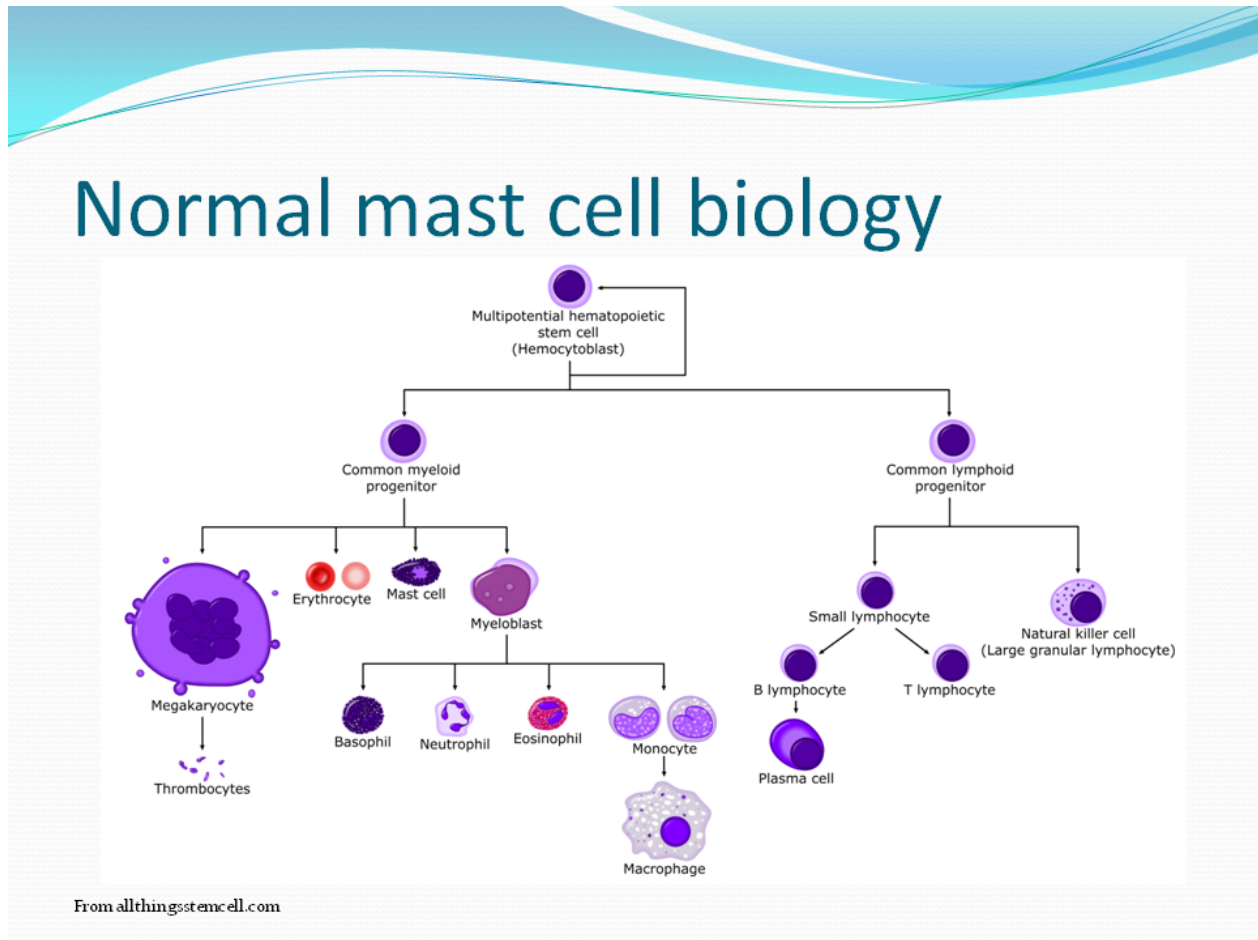 Normal mast cell biology
Multipotential hematopoietic
stem cell
(Hemocytoblast)
Common myeloid
progenitor
Common lymphoid
progenitor
Erythrocyte
Mast cell
Myeloblast
Small lymphocyte
Natural killer cell
(Large granular lymphocyte)
Megakaryocyte
B lymphocyte
T lymphocyte
Basophil
Neutrophil
Eosinophil
Monocyte
Thrombocytes
Plasma cell
Macrophage
From allthingsstemcell.com